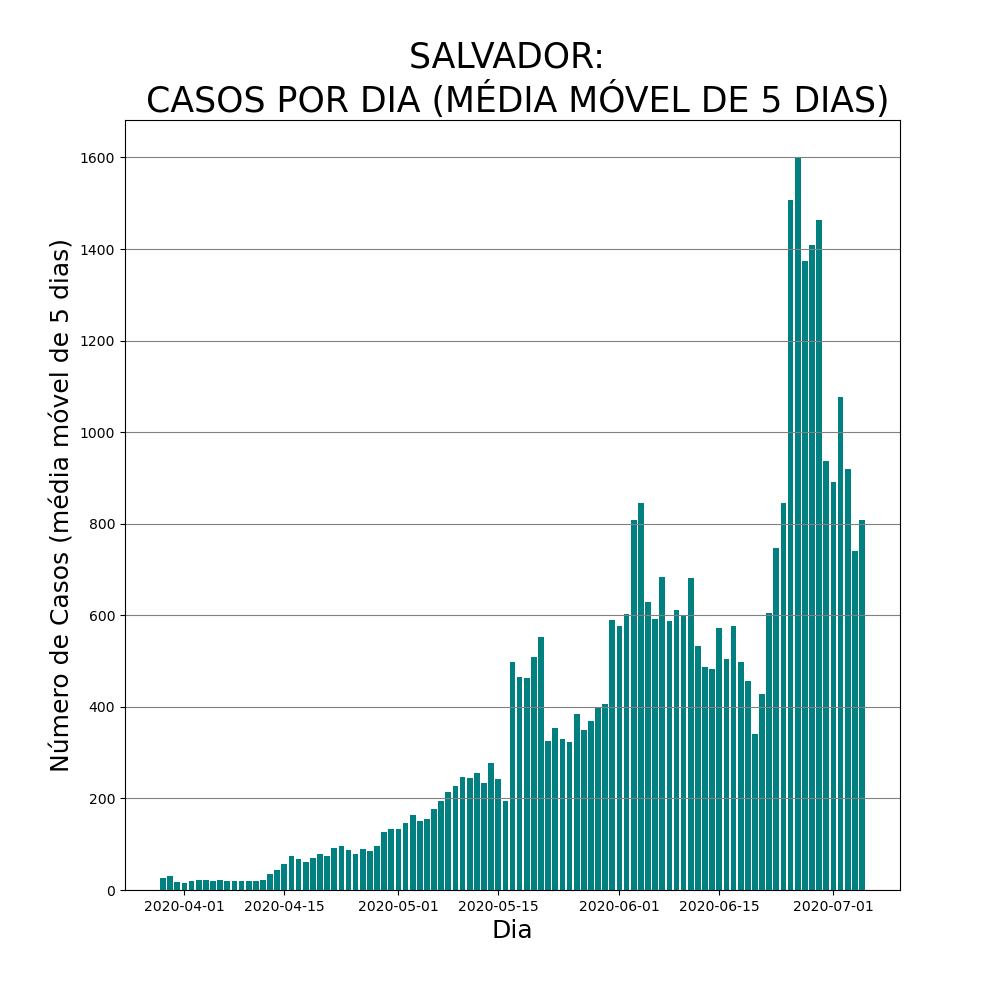 SALVADOR:
CASOS POR DIA (MÉDIA MÓVEL DE 5 DIAS)
Número de Casos (média móvel de 5 dias)
1600
1400
1200
1000
800
600
400
200
0
2020-04-01 2020-04-15 2020-05-01 2020-05-15 2020-06-01 2020-06-15 2020-07-01
Dia